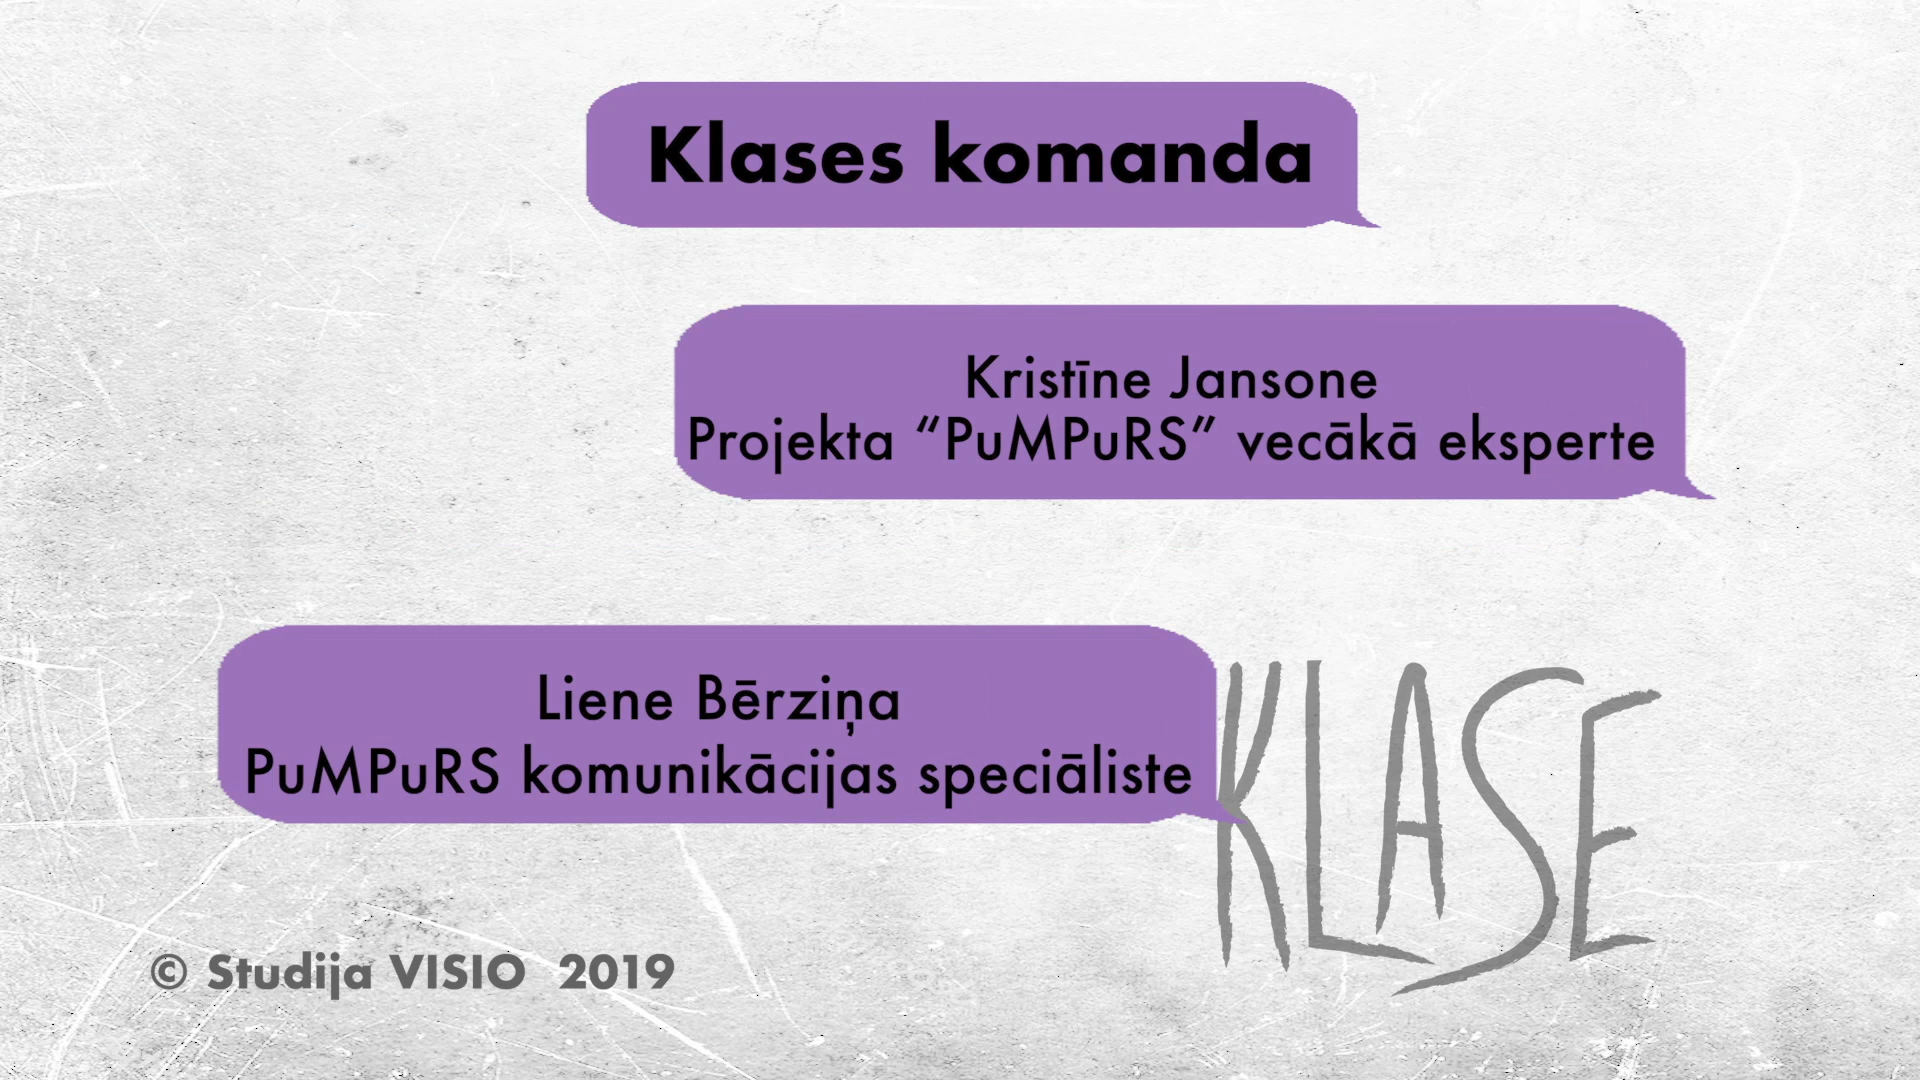 Klases komanda
Kristīne Jansone
Projekta “PuMPuRS” vecākā eksperte
Liene Bērziņa
PuMPuRS komunikācijas speciāliste
KLASE
© Studija VISIO 2019